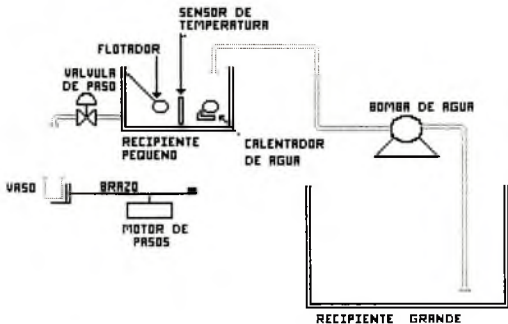 SENSOR DE
TEMPERATURA
FLOTADOR
VALVULA
DE PASO
BOMBA DE AGUA
RECIPIENTE
PEQUENO
CALENTADOR
DE AGUA
VASO
BRAZO
MOTOR DE
PASOS
RECIPIENTE GRANDE